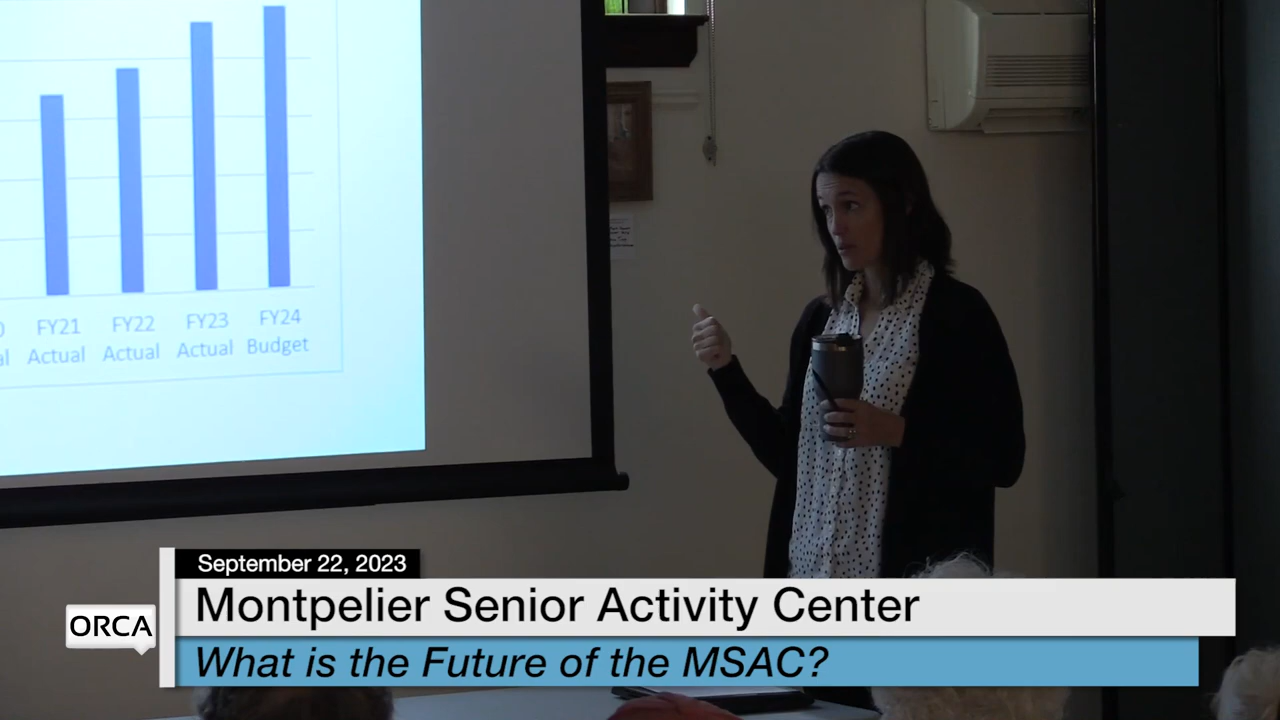 FY21
FY22
FY23
FY24
Actual
Actual
Actual
Budget
September 22, 2023
Montpelier Senior Activity Center
ORCA
What is the Future of the MSAC?